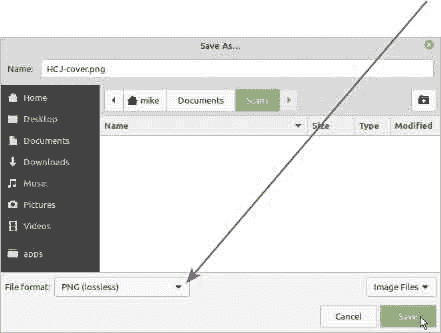 Save As...
Name: HCJ-cover.png
mike Documents Scans
Home
Desktop
Documents
Downloads
Music
Pictures
Videos
apps
Name Size Type Modified
File format: PNG (lossless) Image Files
Cancel Save